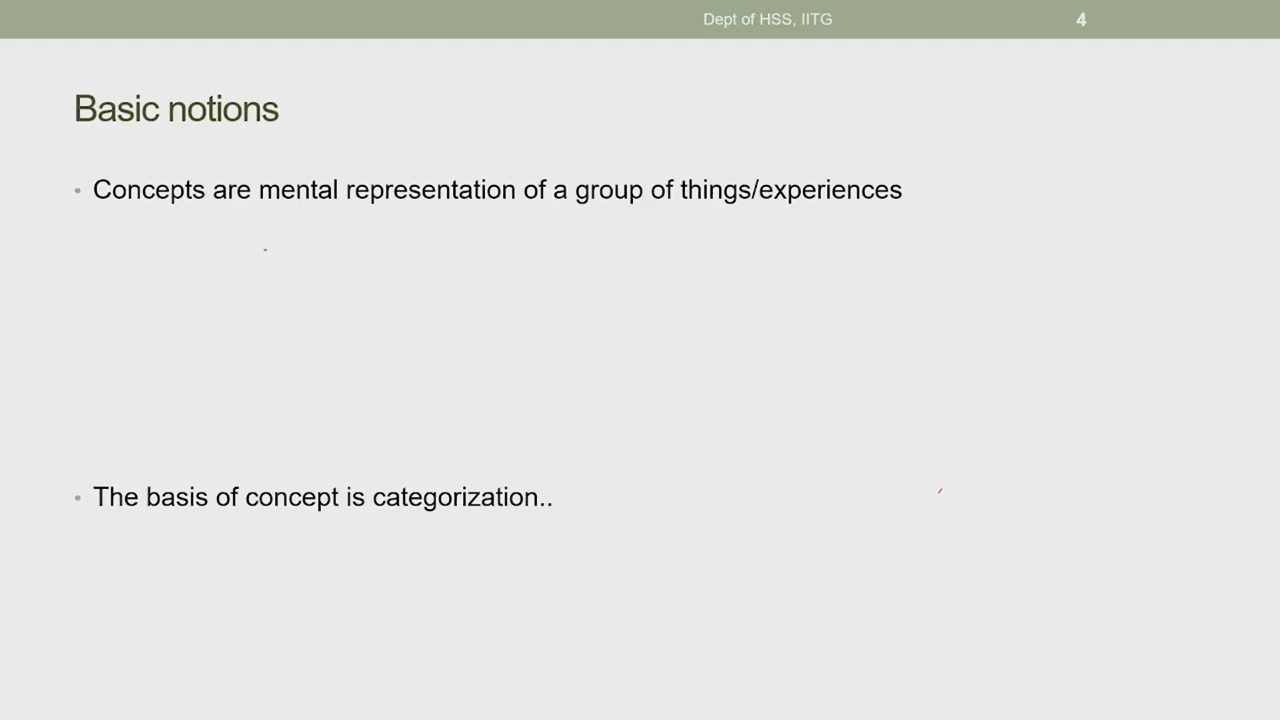 Dept of HSS, IITG 4
Basic notions
• Concepts are mental representation of a group of things/experiences
• The basis of concept is categorization..